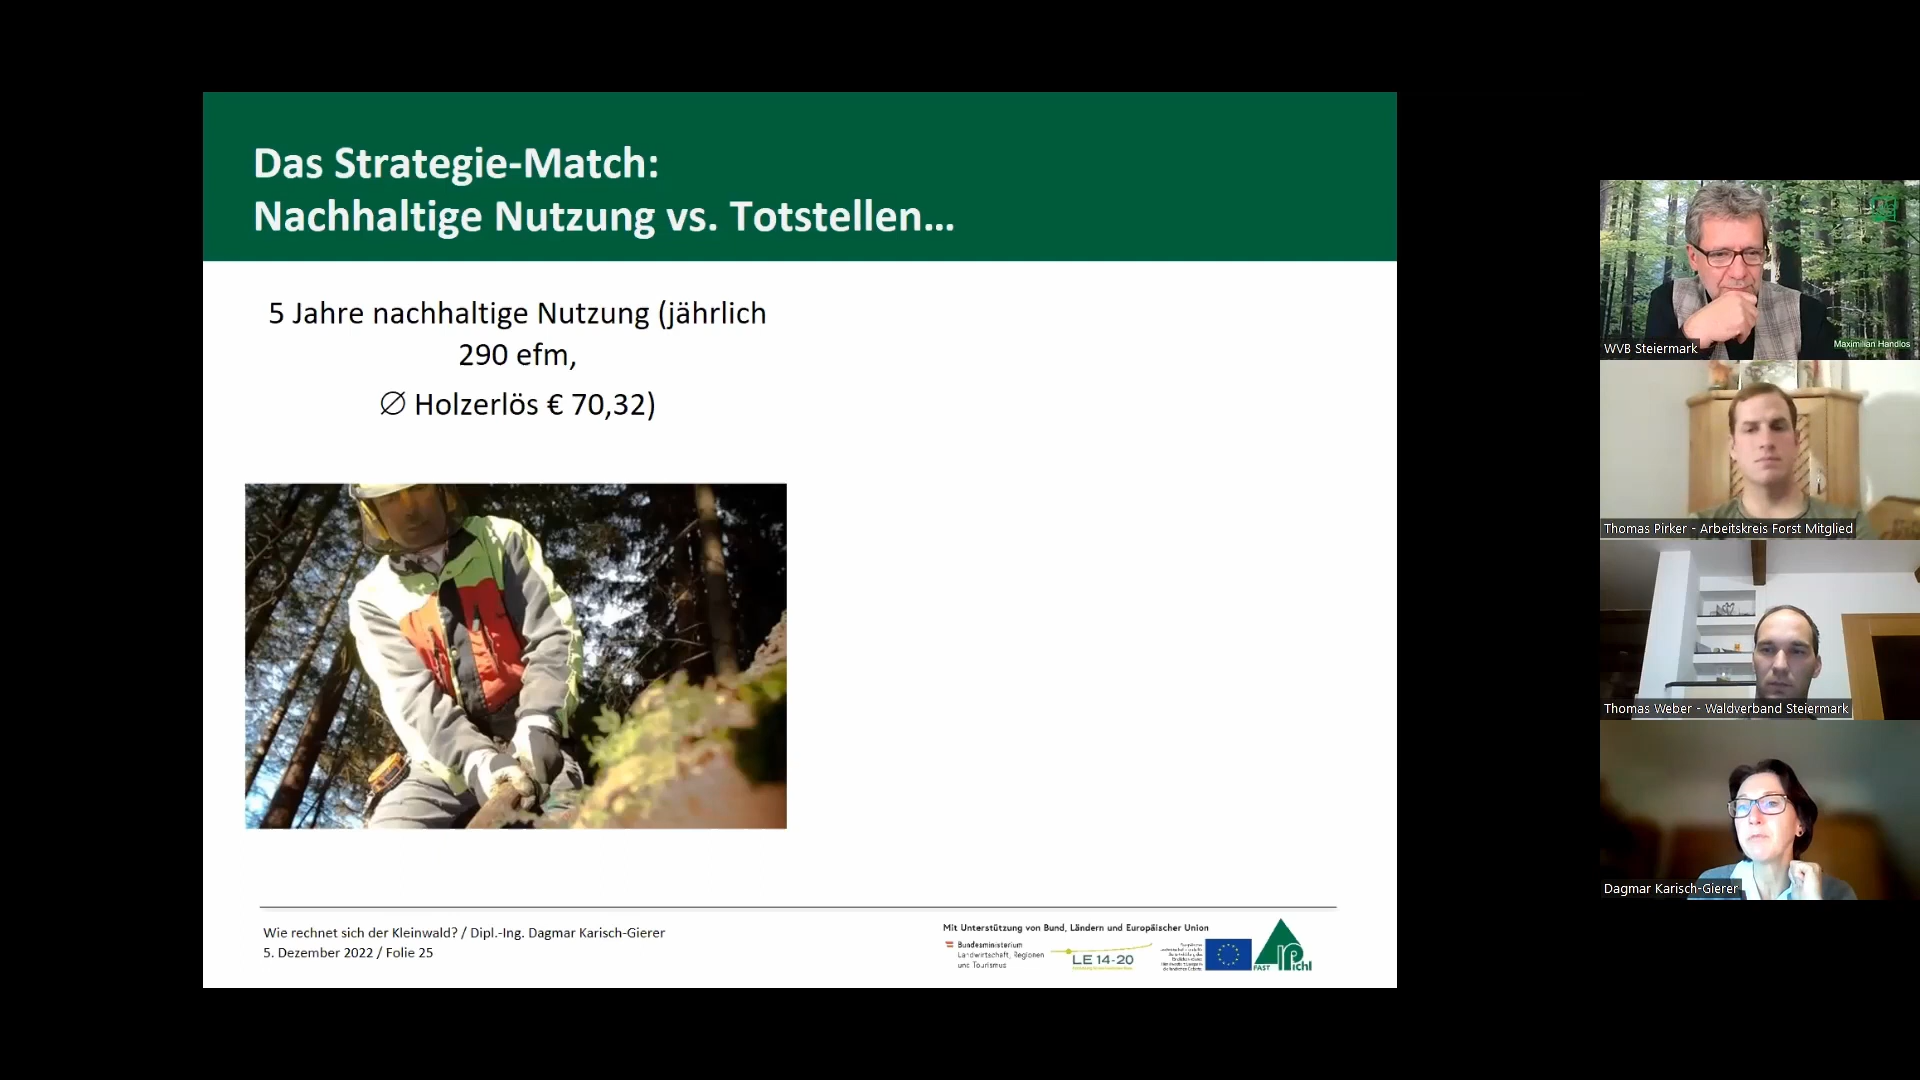 Das Strategie-Match:
Nachhaltige Nutzung vs. Totstellen...
5 Jahre nachhaltige Nutzung (jährlich
290 efm,
∅ Holzerlös € 70,32)
Wie rechnet sich der Kleinwald? / Dipl.-Ing. Dagmar Karisch-Gierer
5. Dezember 2022 / Folie 25
Mit Unterstützung von Bund, Ländern und Europäischer Union
Bundesministerium
Landwirtschaft, Regionen
und Tourismus
LE 14-20
FAST Pichl
Maximilian Handlos
WVB Steiermark
Thomas Pirker - Arbeitskreis Forst Mitglied
Thomas Weber - Waldverband Steiermark
Dagmar Karisch-Gierer